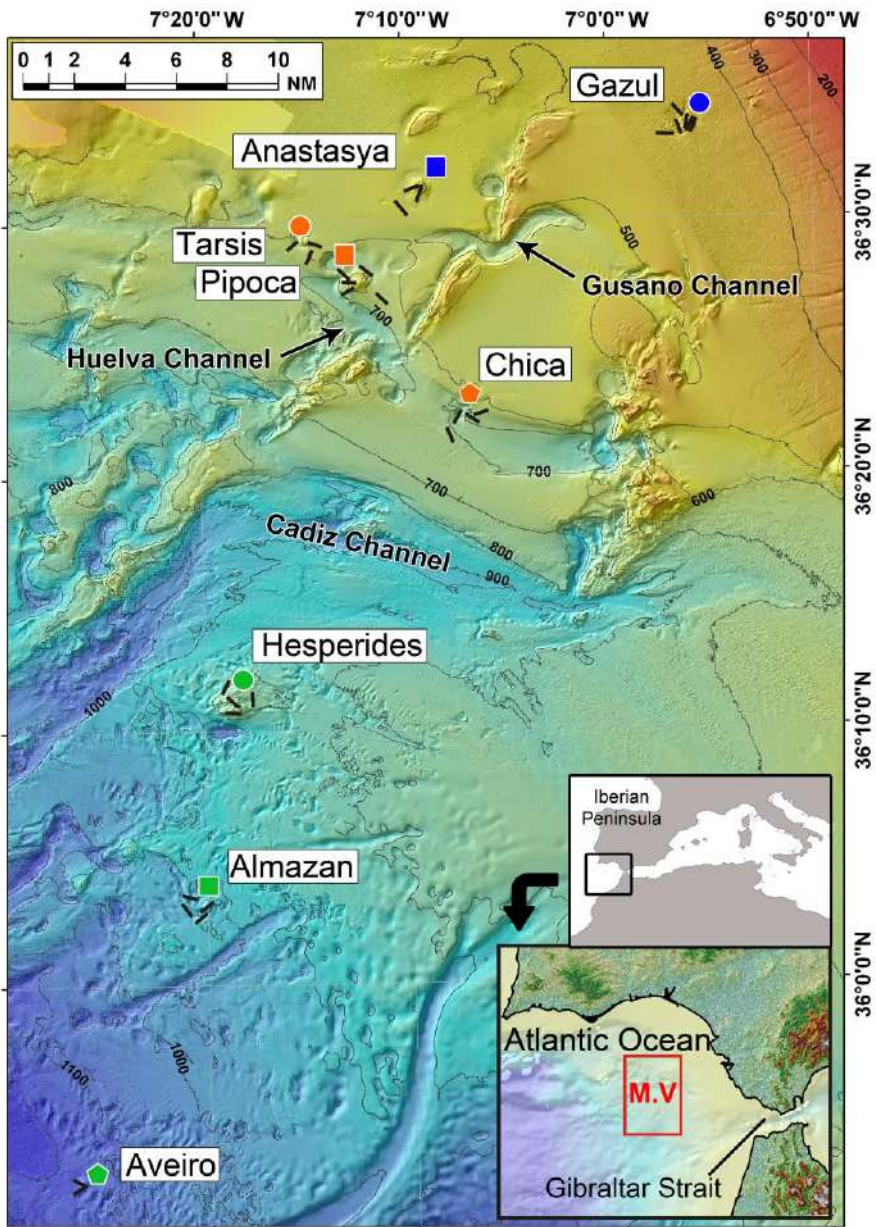 7°20'0"W 7°10'0"W 7°0'0"W 6°50'0"W
0 1 2 4 6 8 10
NM
Gazul
400
300
200
Anastasya
36°30'0"N
500
Tarsis
Pipoca
Gusano Channel
700
Huelva Channel
Chica
36°20'0"N
800
700
700
600
Cadiz Channel
800
900
Hesperides
1000
36°10'0"N
Iberian
Peninsula
Almazan
36°0'0"N
Atlantic Ocean
1000
1100
M.V
Aveiro
Gibraltar Strait